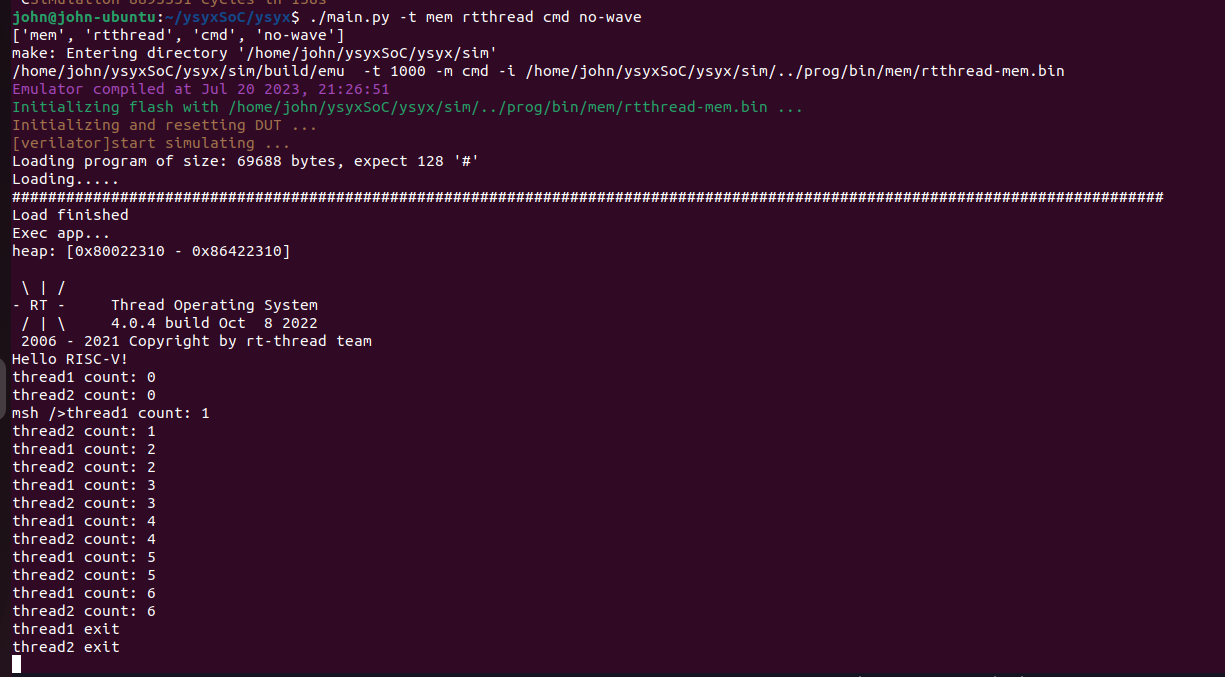 Simulation 8895551 cycles in 158s
john@john-ubuntu:~/ysyxSoC/ysyx$ ./main.py -t mem rtthread cmd no-wave
['mem', 'rtthread', 'cmd', 'no-wave']
make: Entering directory '/home/john/ysyxSoC/ysyx/sim'
/home/john/ysyxSoC/ysyx/sim/build/emu  -t 1000 -m cmd -i /home/john/ysyxSoC/ysyx/sim/../prog/bin/mem/rtthread-mem.bin
Emulator compiled at Jul 20 2023, 21:26:51
Initializing flash with /home/john/ysyxSoC/ysyx/sim/../prog/bin/mem/rtthread-mem.bin ...
Initializing and resetting DUT ...
[verilator]start simulating ...
Loading program of size: 69688 bytes, expect 128 '#'
Loading.....
################################################################################################################################
Load finished
Exec app...
heap: [0x80022310 - 0x86422310]
 \ | /
- RT -     Thread Operating System
 / | \     4.0.4 build Oct  8 2022
 2006 - 2021 Copyright by rt-thread team
Hello RISC-V!
thread1 count: 0
thread2 count: 0
msh />thread1 count: 1
thread2 count: 1
thread1 count: 2
thread2 count: 2
thread1 count: 3
thread2 count: 3
thread1 count: 4
thread2 count: 4
thread1 count: 5
thread2 count: 5
thread1 count: 6
thread2 count: 6
thread1 exit
thread2 exit